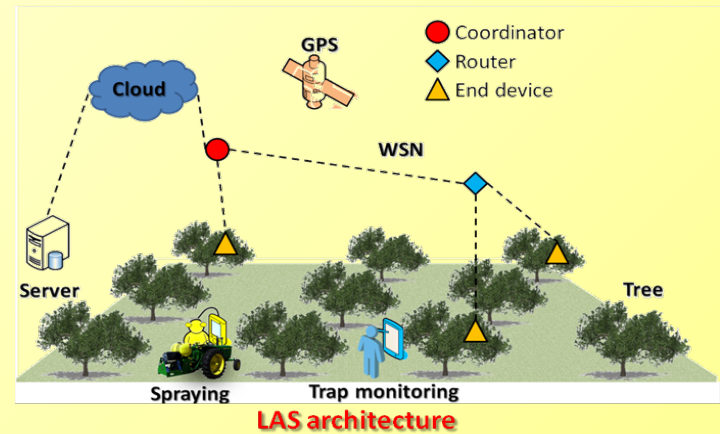 GPS
Coordinator
Router
End device
Cloud
WSN
Server
Tree
Spraying
Trap monitoring
LAS architecture